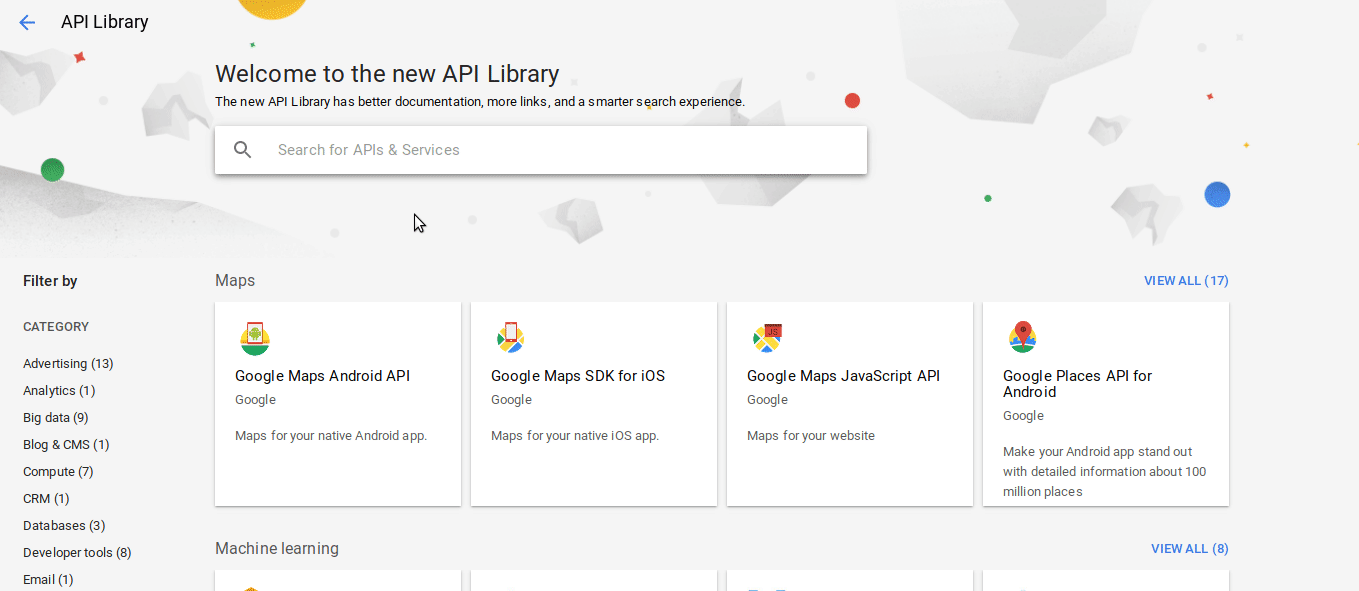 API Library
Welcome to the new API Library
The new API Library has better documentation, more links, and a smarter search experience.
Search for APIs & Services
Filter by
CATEGORY
Advertising (13)
Analytics (1)
Big data (9)
Blog & CMS (1)
Compute (7)
CRM (1)
Databases (3)
Developer tools (8)
Email (1)
Maps
VIEW ALL (17)
Google Maps Android API
Google
Maps for your native Android app.
Google Maps SDK for iOS
Google
Maps for your native iOS app.
JS
Google Maps JavaScript API
Google
Maps for your website
Google Places API for
Android
Google
Make your Android app stand out
with detailed information about 100
million places
Machine learning
VIEW ALL (8)